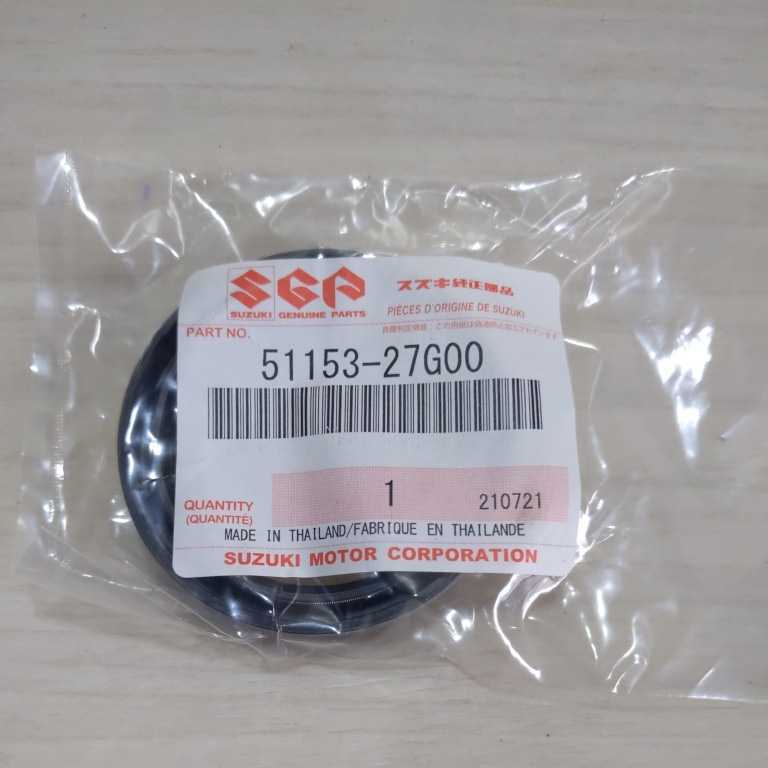 SGP スズキ純正部品
SUZUKI GENUINE PARTS PIÈCES D'ORIGINE DE SUZUKI
PART NO.
51153-27G00
QUANTITY 1 210721
(QUANTITÉ)
MADE IN THAILAND/FABRIQUE EN THAILANDE
SUZUKI MOTOR CORPORATION